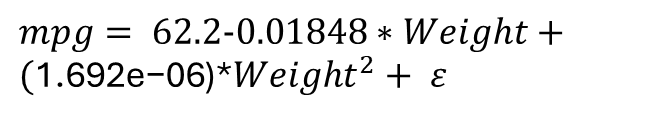 mpg = 62.2-0.01848 * Weight +
(1.692e−06)*Weight² + ε